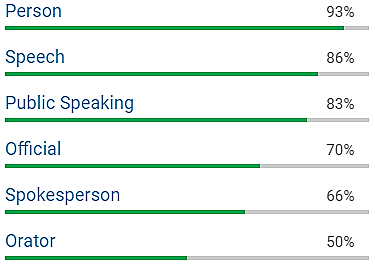 Person 93%
Speech 86%
Public Speaking 83%
Official 70%
Spokesperson 66%
Orator 50%